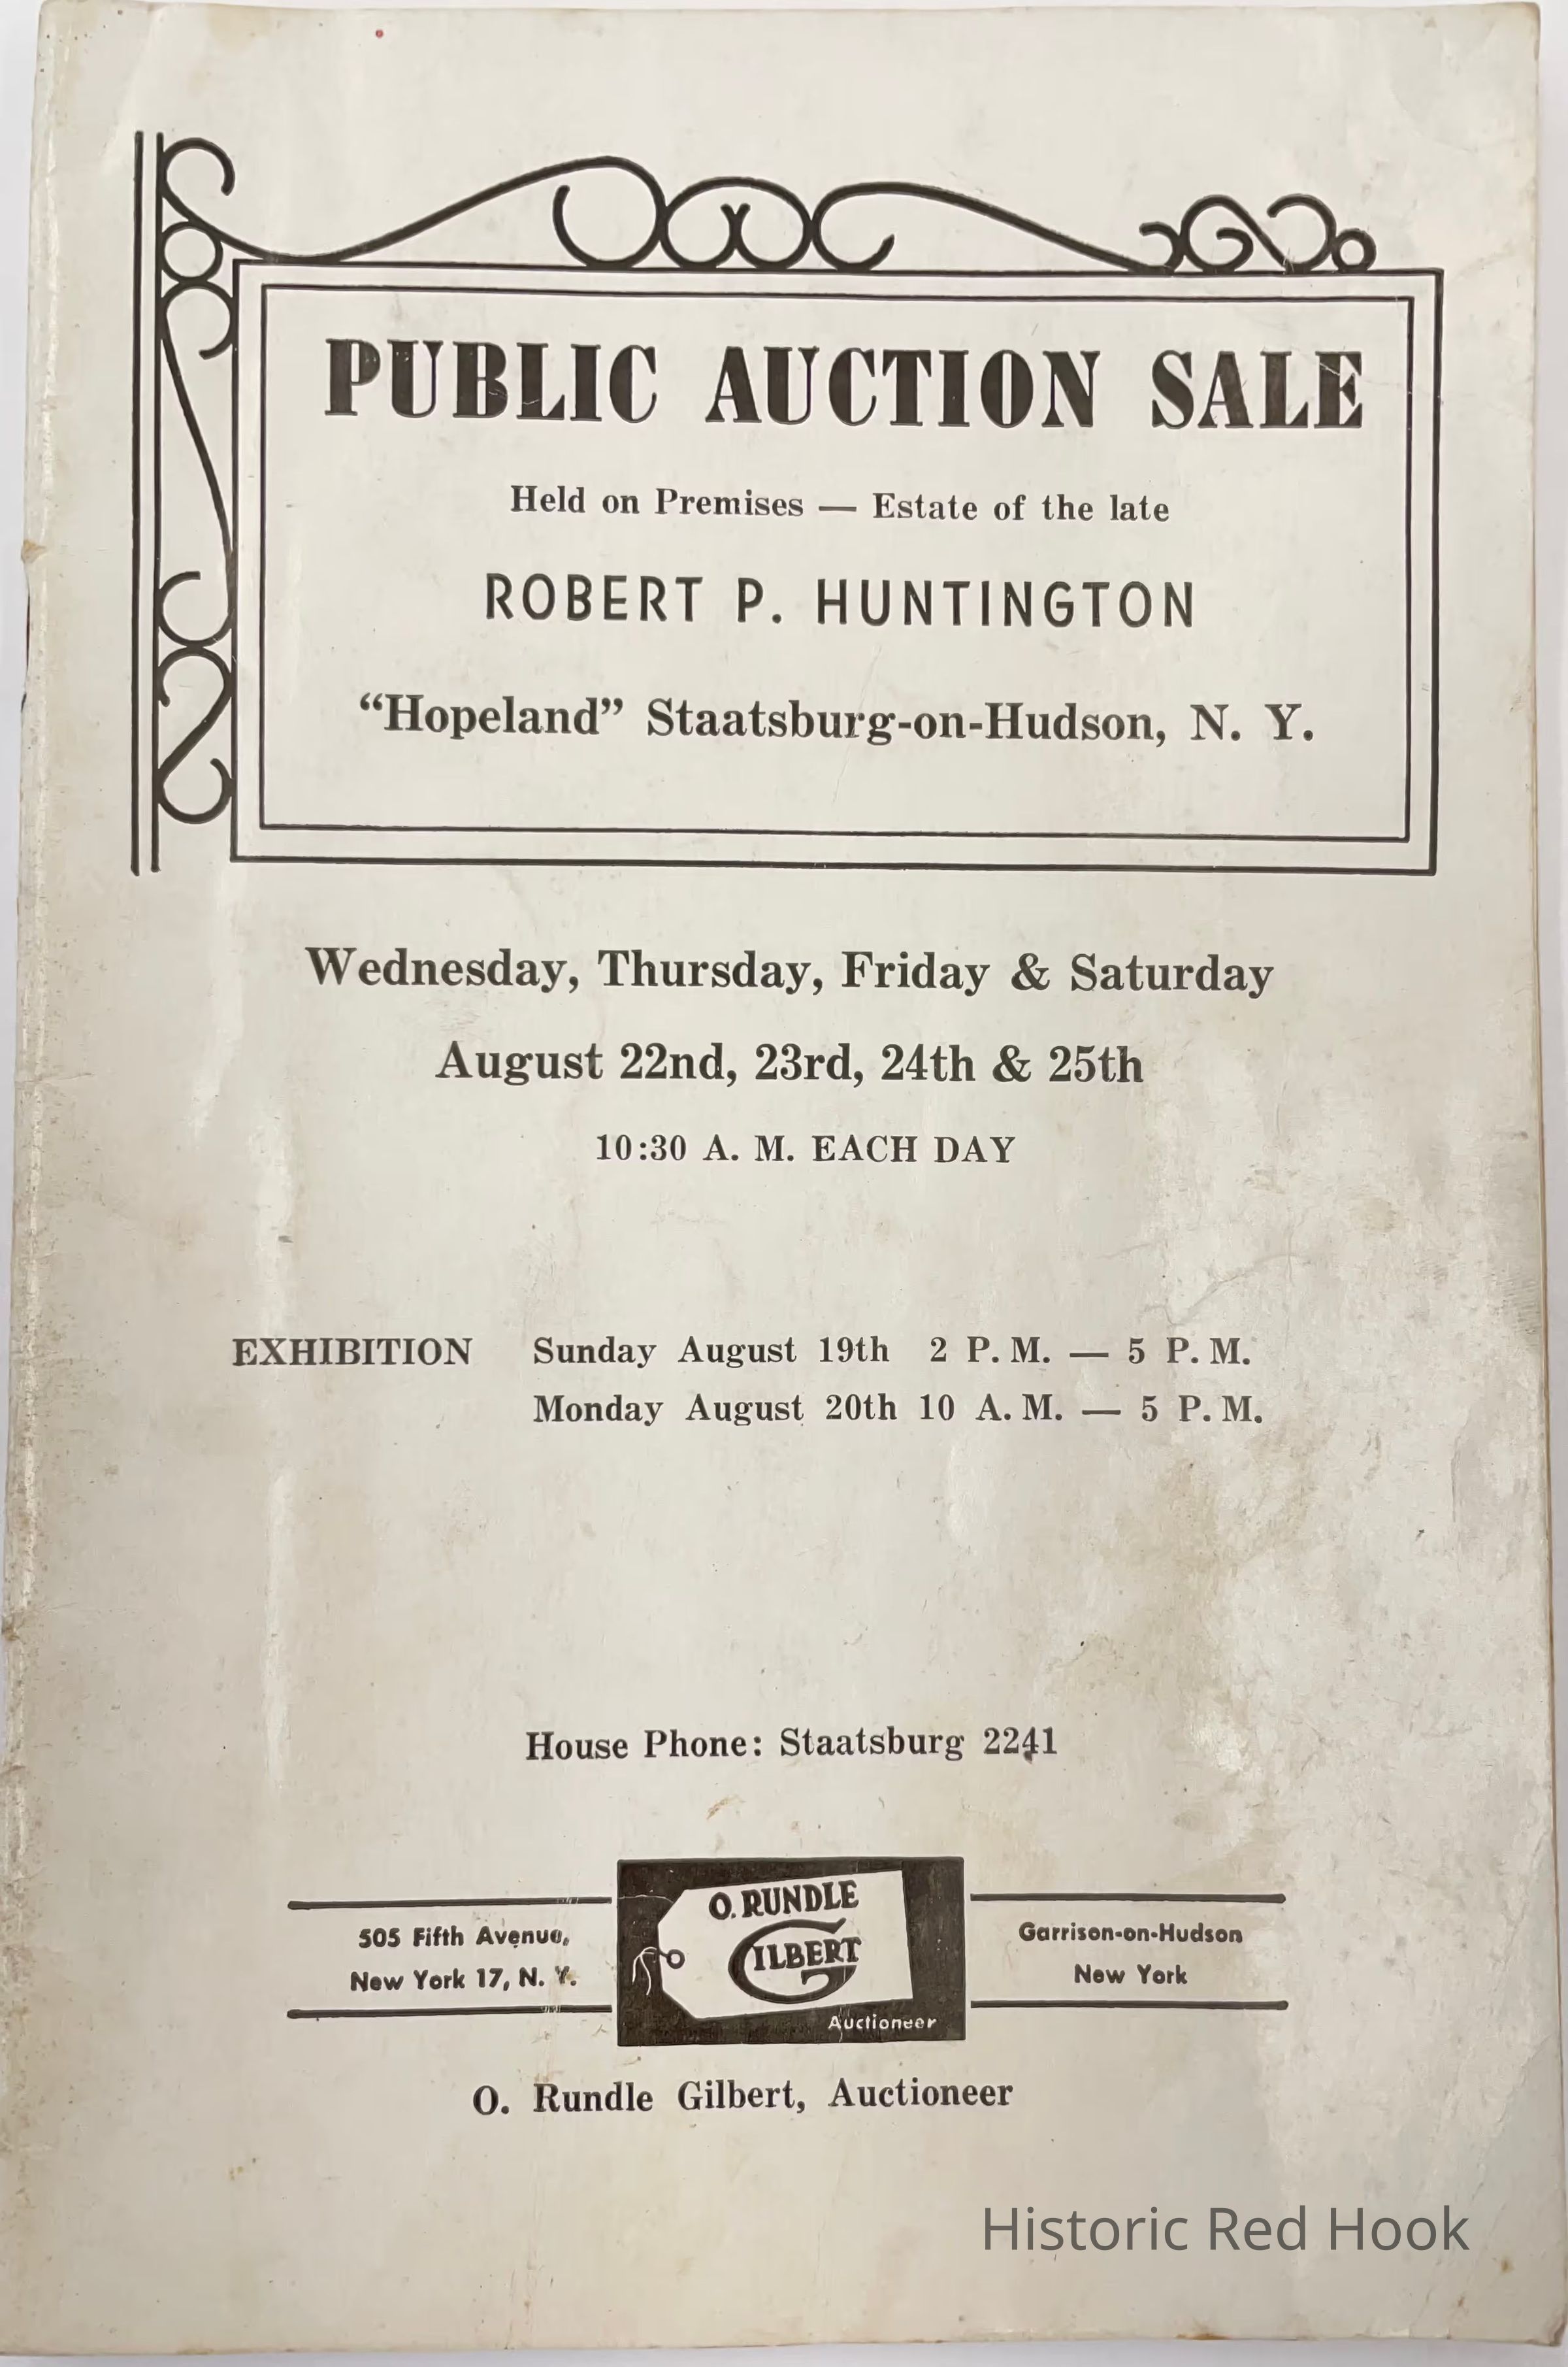 PUBLIC AUCTION SALE
Held on Premises — Estate of the late
ROBERT P. HUNTINGTON
“Hopeland” Staatsburg-on-Hudson, N. Y.
Wednesday, Thursday, Friday & Saturday
August 22nd, 23rd, 24th & 25th
10:30 A. M. EACH DAY
EXHIBITION Sunday August 19th 2 P. M. — 5 P. M.
Monday August 20th 10 A. M. — 5 P. M.
House Phone: Staatsburg 2241
505 Fifth Avenue,
New York 17, N. Y.
O. RUNDLE
GILBERT
Auctioneer
Garrison-on-Hudson
New York
O. Rundle Gilbert, Auctioneer
Historic Red Hook